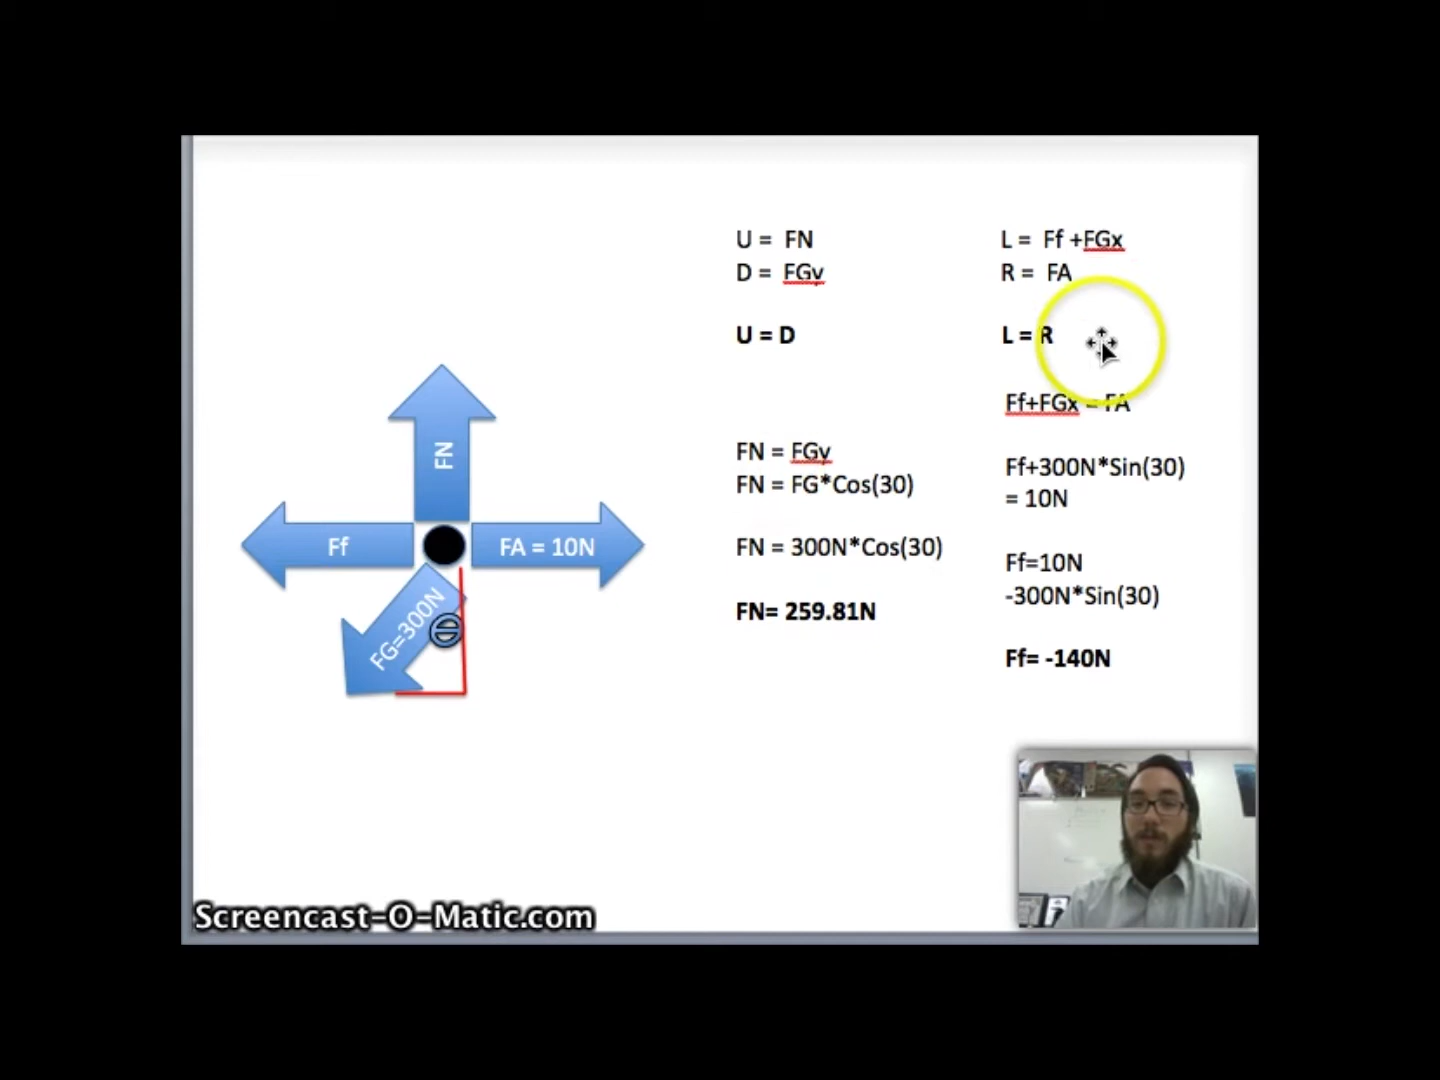 U = FN
D = FGy
U = D
L = Ff +FGx
R = FA
L = R
Ff+FGx = FA
FN = FGy
FN = FG*Cos(30)
FN = 300N*Cos(30)
FN= 259.81N
Ff+300N*Sin(30)
= 10N
Ff=10N
-300N*Sin(30)
Ff= -140N
FN
Ff
FA = 10N
FG=300N
Screencast-O-Matic.com